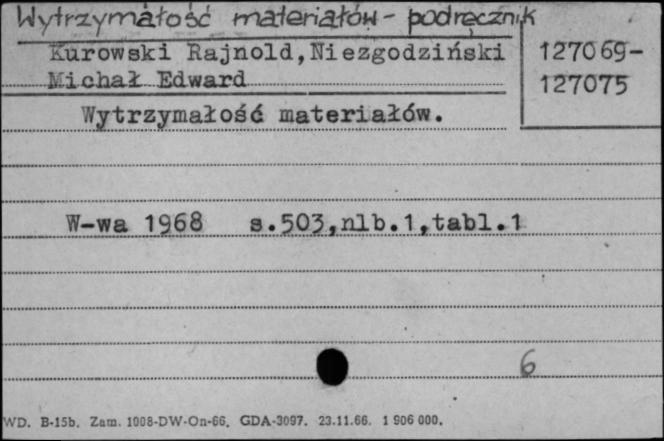 Wytrzymałość materiałów - podręcznik
Kurowski Rajnold, Niezgodziński
Michał Edward
127069-
127075
Wytrzymałość materiałów.
W-wa 1968 s.503,nlb.1,tabl.1
6
WD. B-15b. Zam. 1008-DW-On-66. GDA-3097. 23.11.66. 1 906 000.